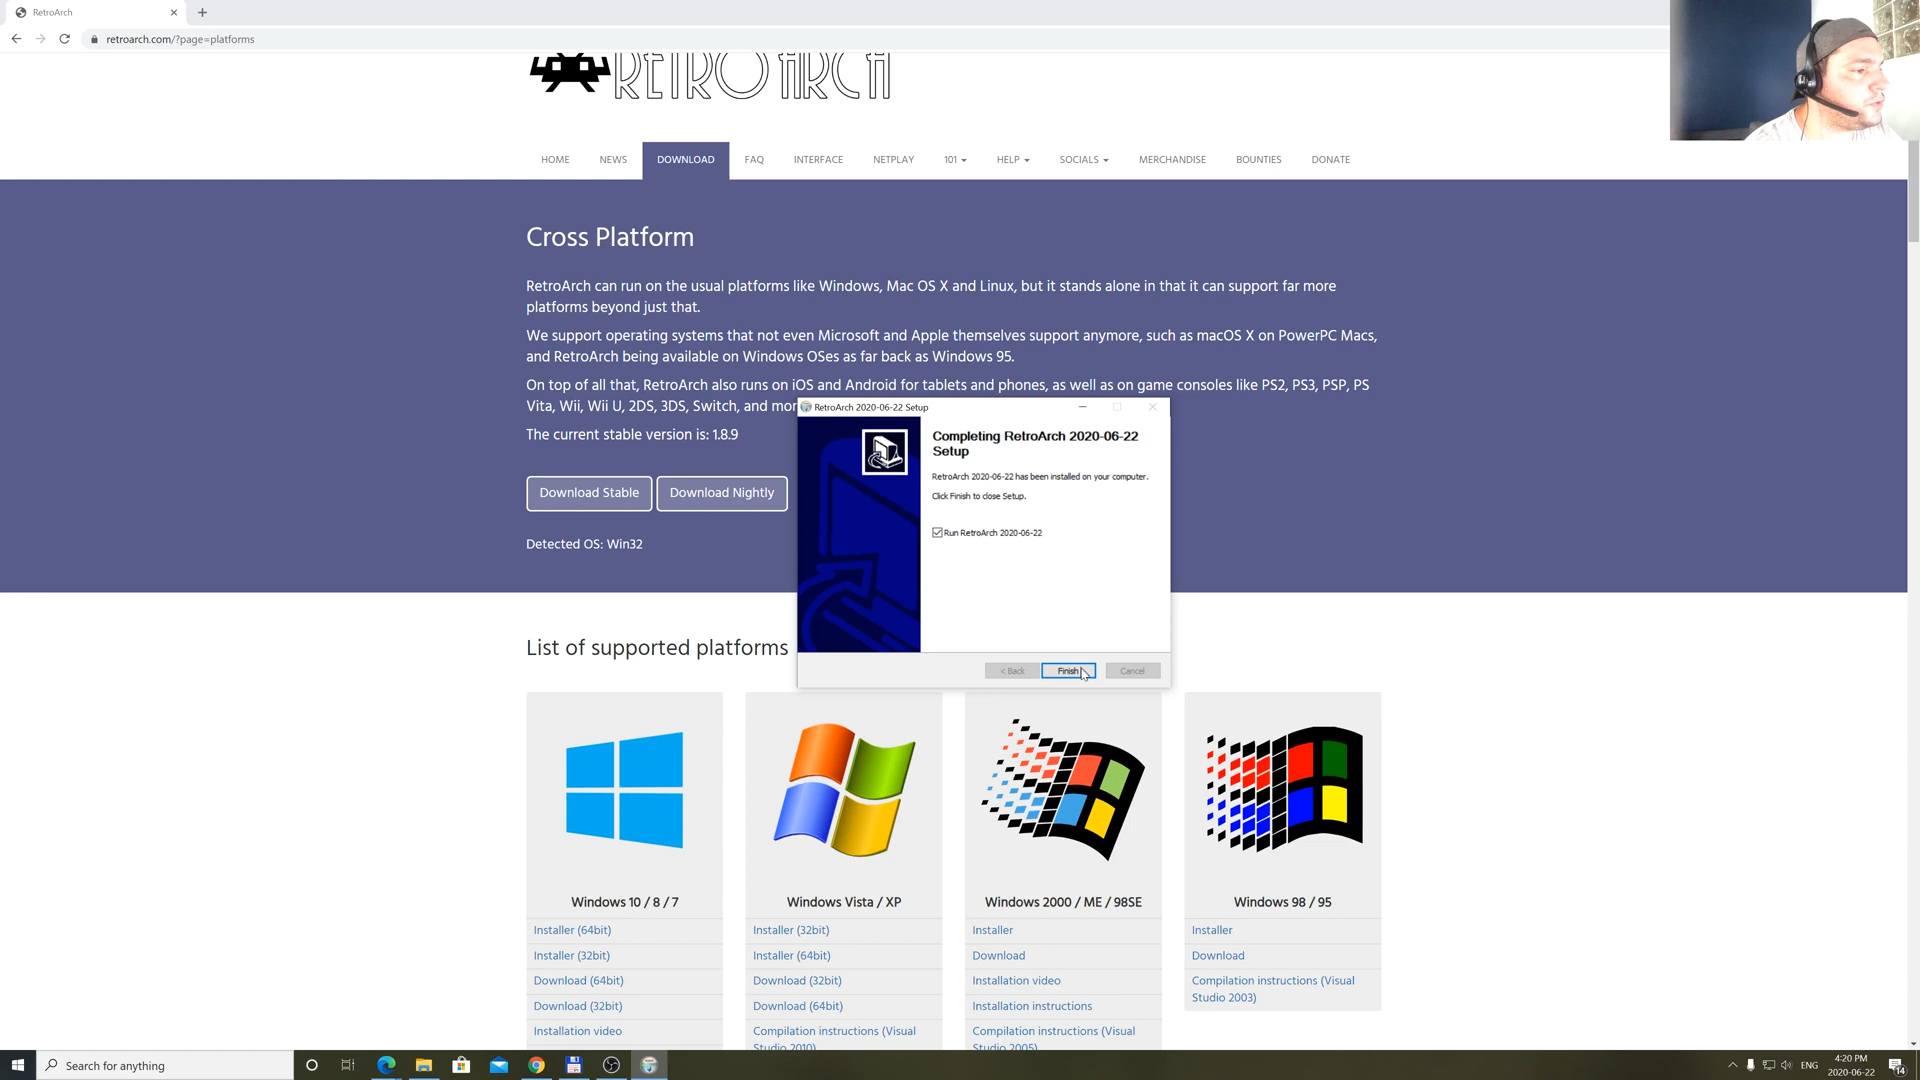 RetroArch
retroarch.com/?page=platforms
RETROARCH
HOME NEWS DOWNLOAD FAQ INTERFACE NETPLAY 101 HELP SOCIALS MERCHANDISE BOUNTIES DONATE
Cross Platform
RetroArch can run on the usual platforms like Windows, Mac OS X and Linux, but it stands alone in that it can support far more
platforms beyond just that.
We support operating systems that not even Microsoft and Apple themselves support anymore, such as macOS X on PowerPC Macs,
and RetroArch being available on Windows OSes as far back as Windows 95.
On top of all that, RetroArch also runs on iOS and Android for tablets and phones, as well as on game consoles like PS2, PS3, PSP, PS
Vita, Wii, Wii U, 2DS, 3DS, Switch, and mor
The current stable version is: 1.8.9
Download Stable Download Nightly
Detected OS: Win32
RetroArch 2020-06-22 Setup
Completing RetroArch 2020-06-22
Setup
RetroArch 2020-06-22 has been installed on your computer.
Click Finish to close Setup.
Run RetroArch 2020-06-22
< Back Finish Cancel
List of supported platforms
Windows 10 / 8 / 7
Installer (64bit)
Installer (32bit)
Download (64bit)
Download (32bit)
Installation video
Windows Vista / XP
Installer (32bit)
Installer (64bit)
Download (32bit)
Download (64bit)
Compilation instructions (Visual
Studio 2010)
Windows 2000 / ME / 98SE
Installer
Download
Installation video
Installation instructions
Compilation instructions (Visual
Studio 2005)
Windows 98 / 95
Installer
Download
Compilation instructions (Visual
Studio 2003)
Search for anything
ENG
4:20 PM
2020-06-22
14